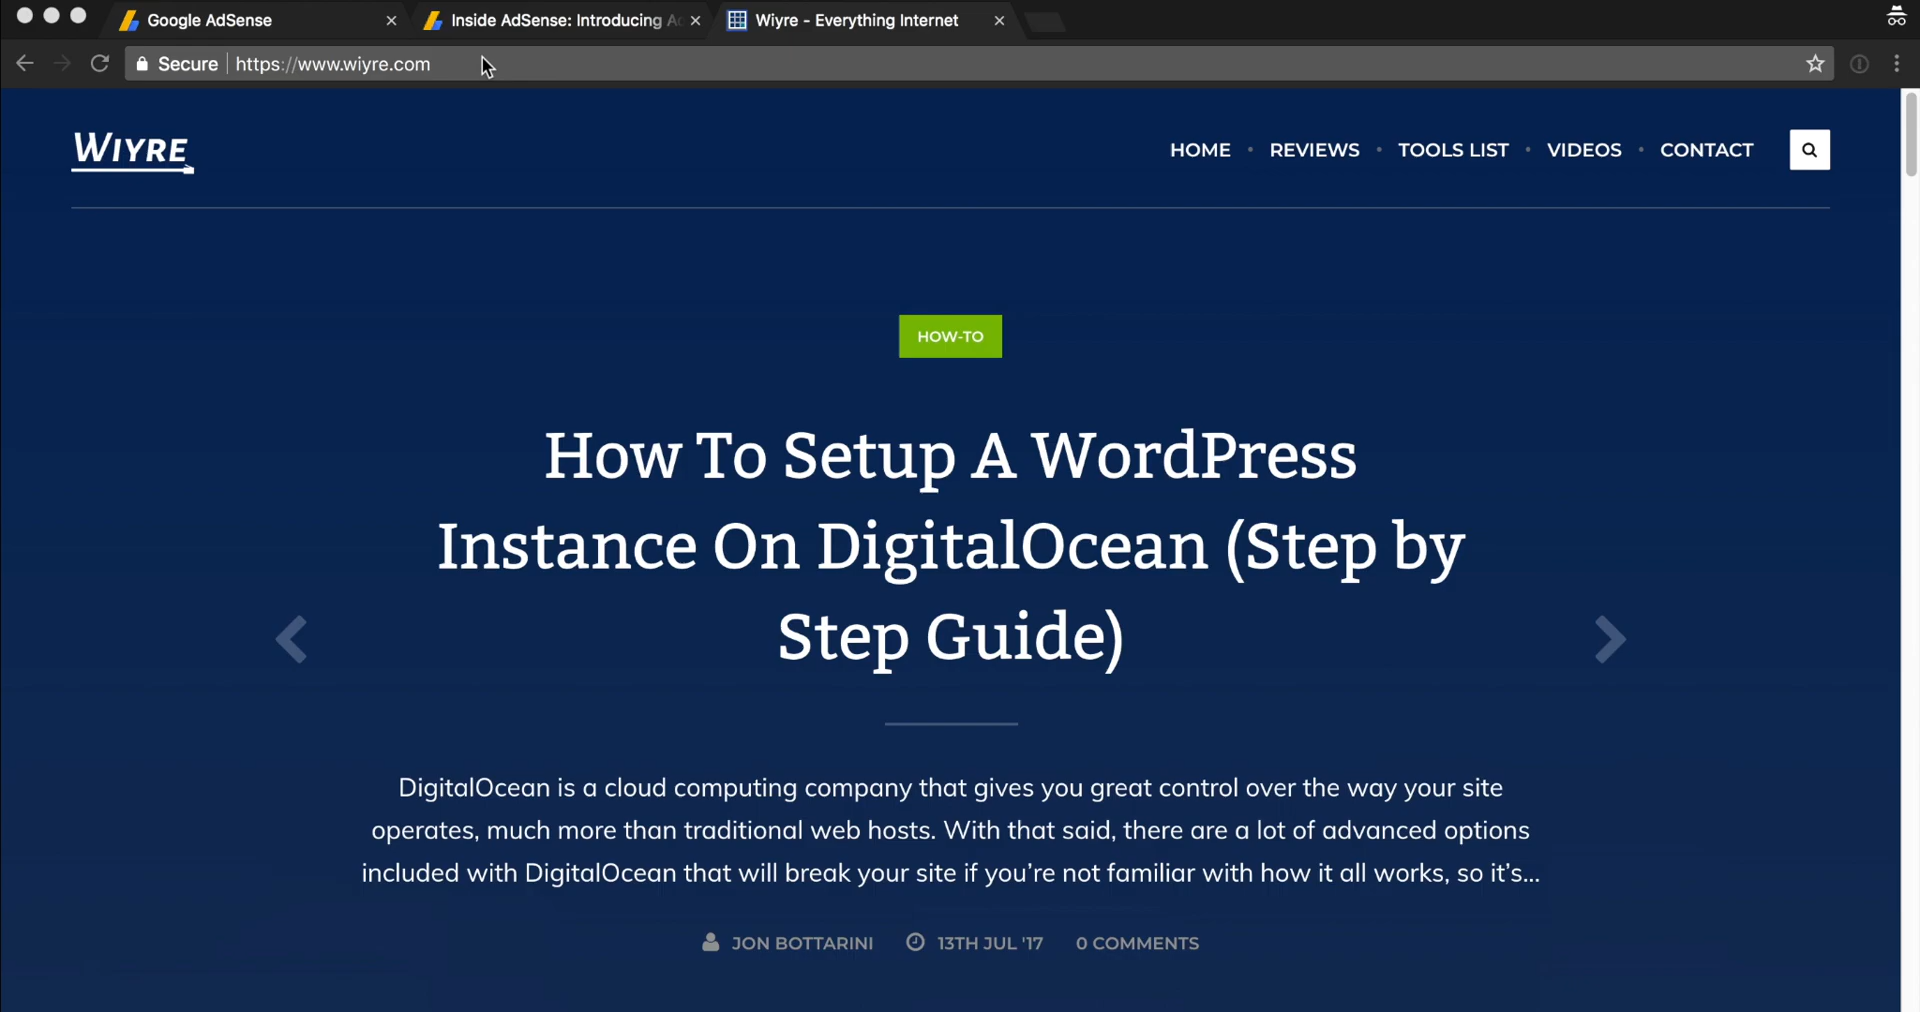 Google AdSense
Inside AdSense: Introducing
Wiyre - Everything Internet
Secure
https://www.wiyre.com
WIYRE
HOME • REVIEWS • TOOLS LIST • VIDEOS • CONTACT
HOW-TO
How To Setup A WordPress
Instance On DigitalOcean (Step by
Step Guide)
DigitalOcean is a cloud computing company that gives you great control over the way your site
operates, much more than traditional web hosts. With that said, there are a lot of advanced options
included with DigitalOcean that will break your site if you’re not familiar with how it all works, so it’s...
JON BOTTARINI
13TH JUL '17
0 COMMENTS